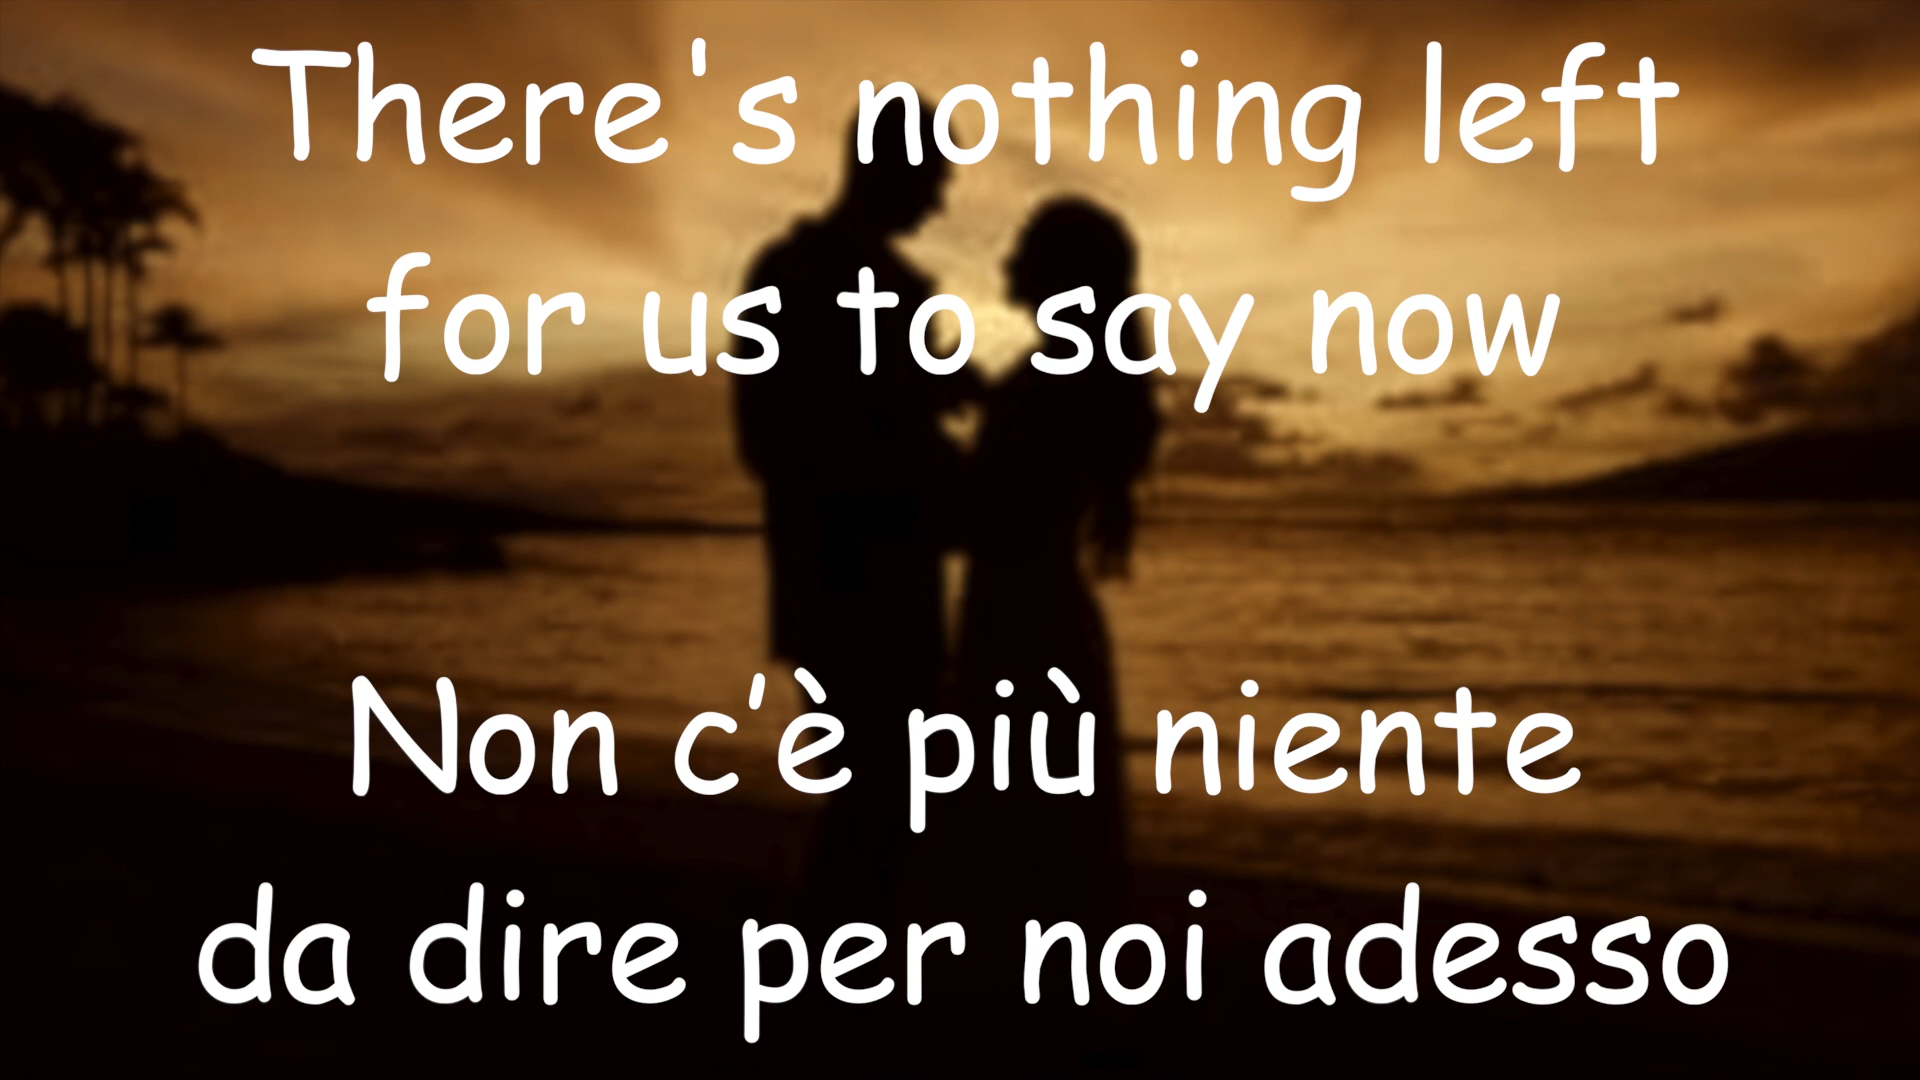 There's nothing left
for us to say now
Non c'è più niente
da dire per noi adesso